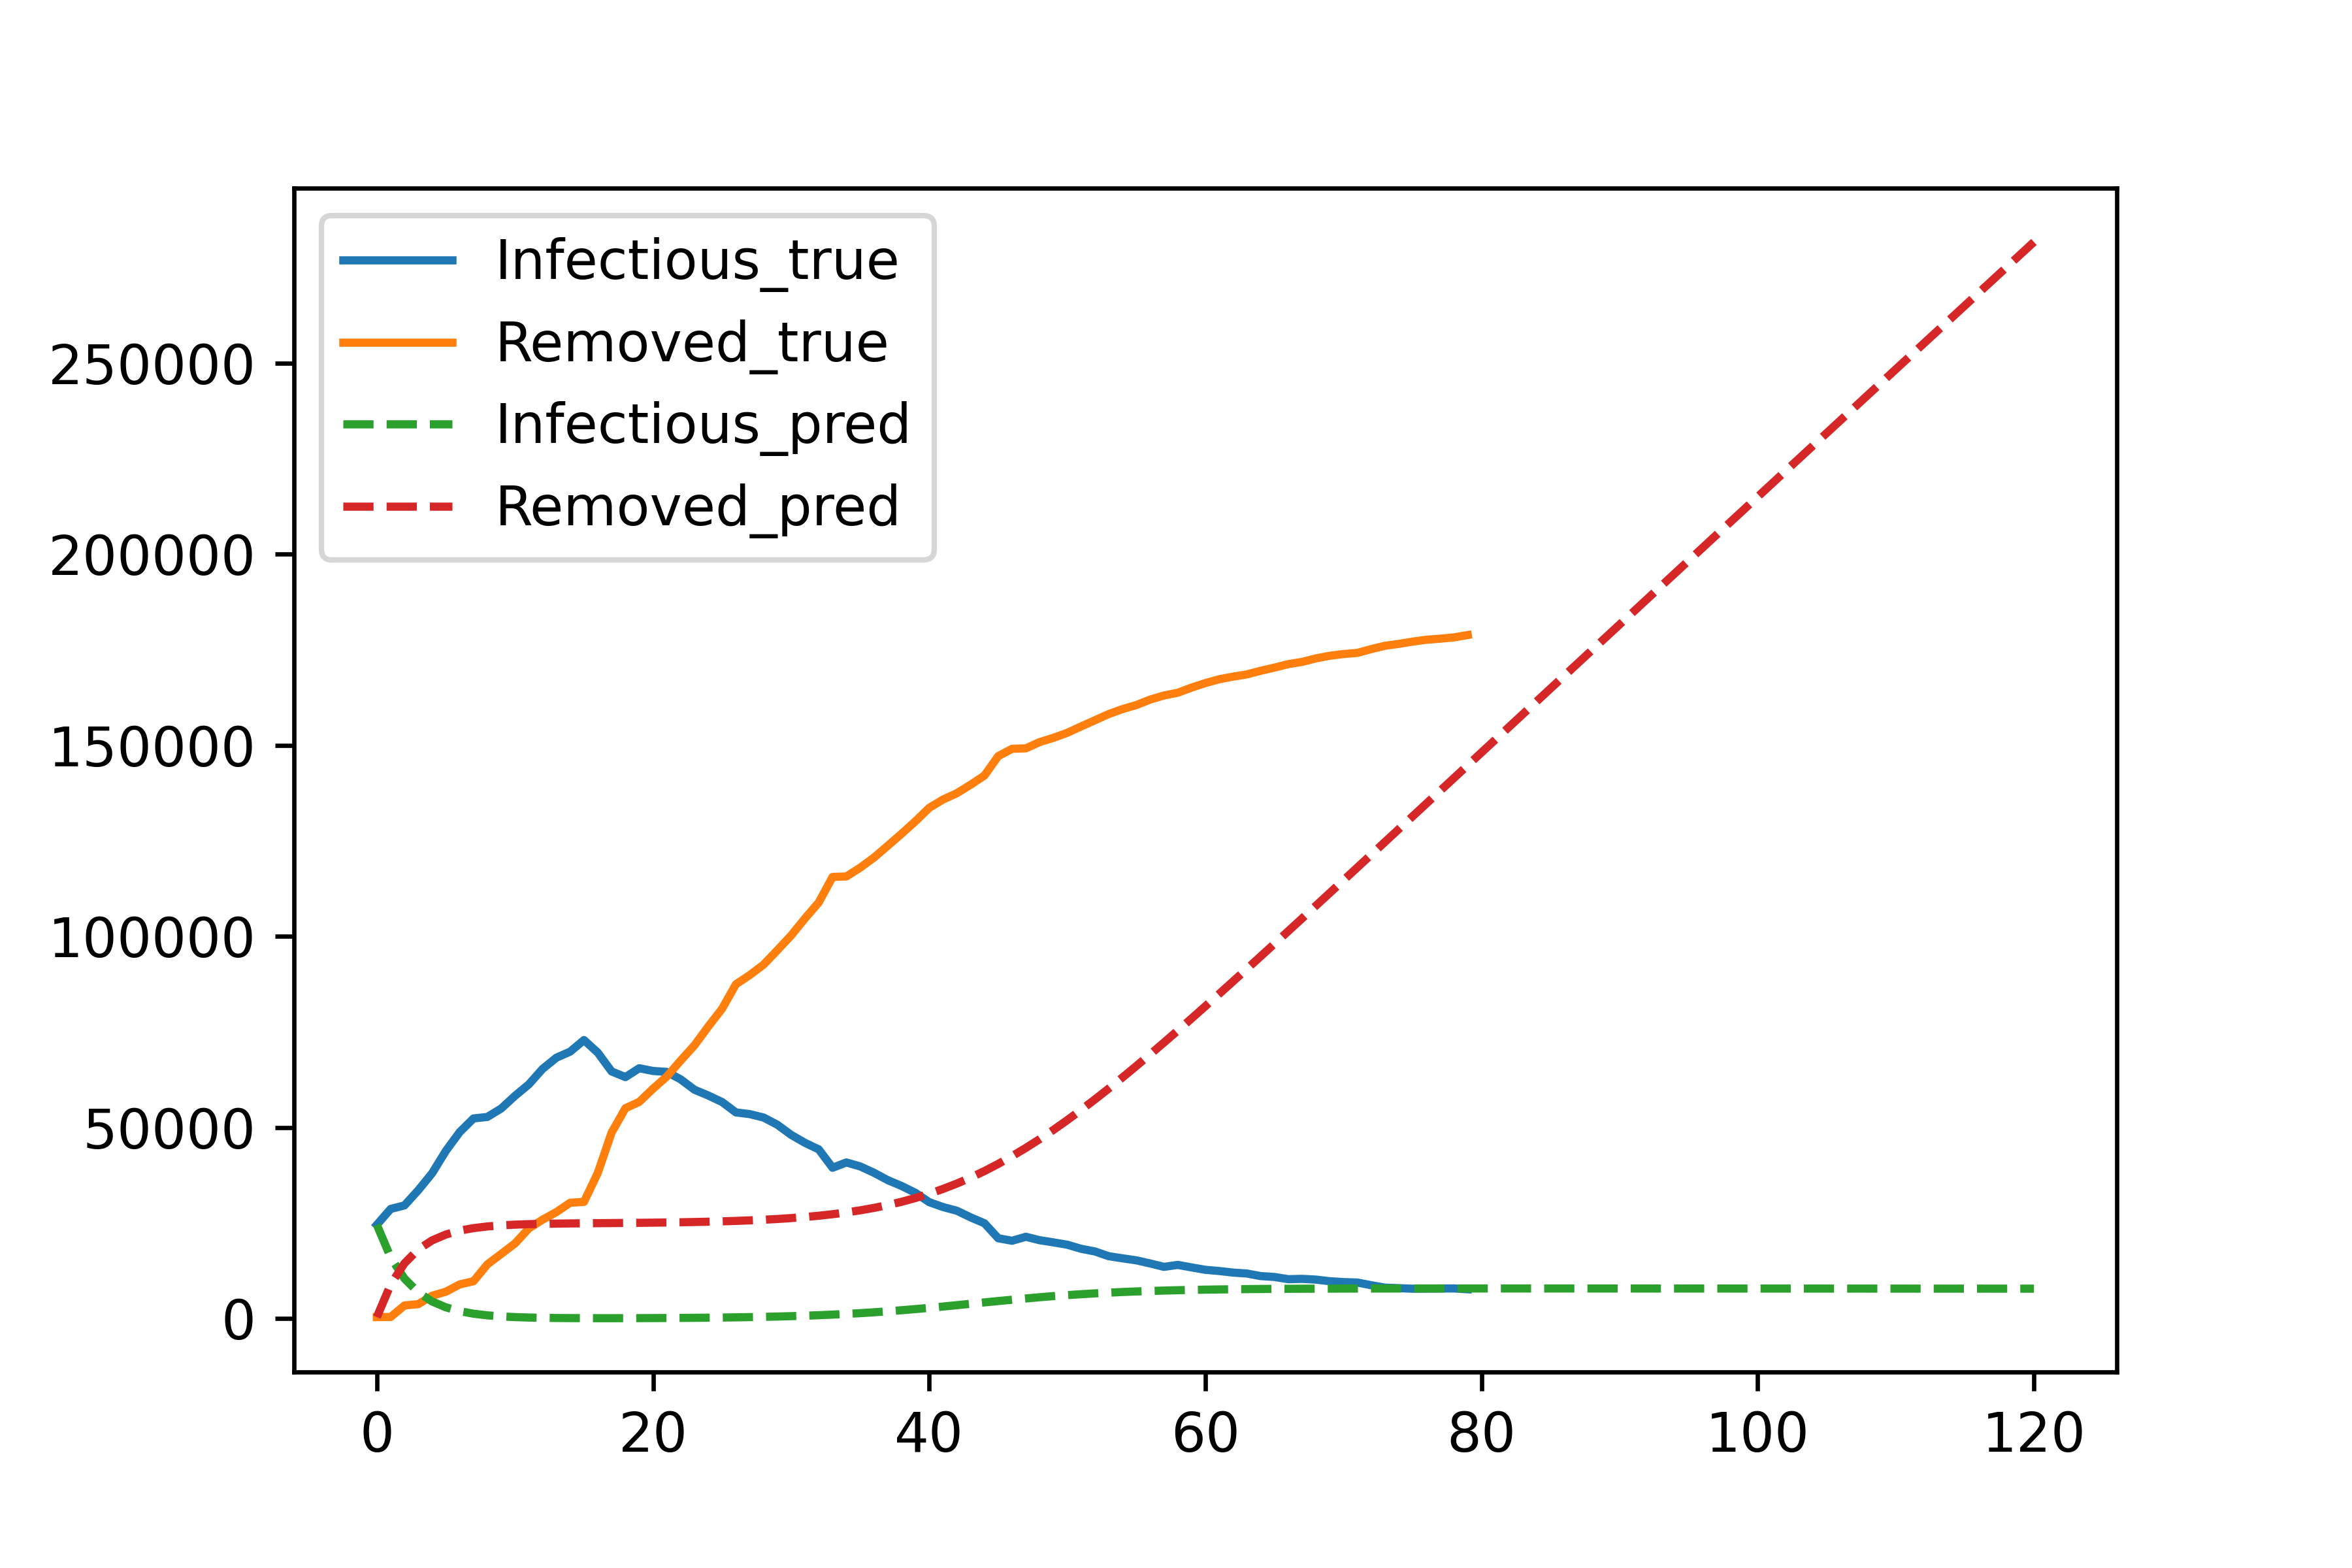 Infectious_true
Removed_true
Infectious_pred
Removed_pred
250000
200000
150000
100000
50000
0
0 20 40 60 80 100 120